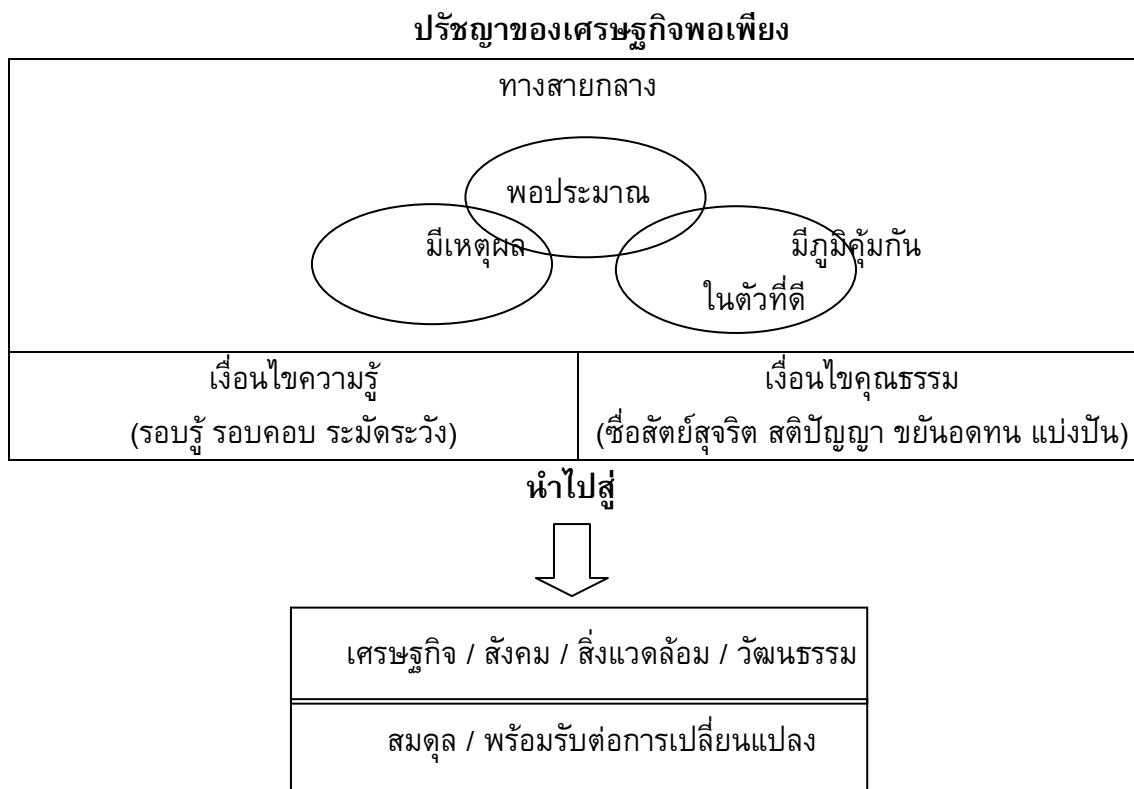 ปรัชญาของเศรษฐกิจพอเพียง
ทางสายกลาง
พอประมาณ
มีเหตุผล
มีภูมิคุ้มกัน
ในตัวที่ดี
เงื่อนไขความรู้
(รอบรู้ รอบคอบ ระมัดระวัง)
เงื่อนไขคุณธรรม
(ซื่อสัตย์สุจริต สติปัญญา ขยันอดทน แบ่งปัน)
นำไปสู่
เศรษฐกิจ / สังคม / สิ่งแวดล้อม / วัฒนธรรม
สมดุล / พร้อมรับต่อการเปลี่ยนแปลง